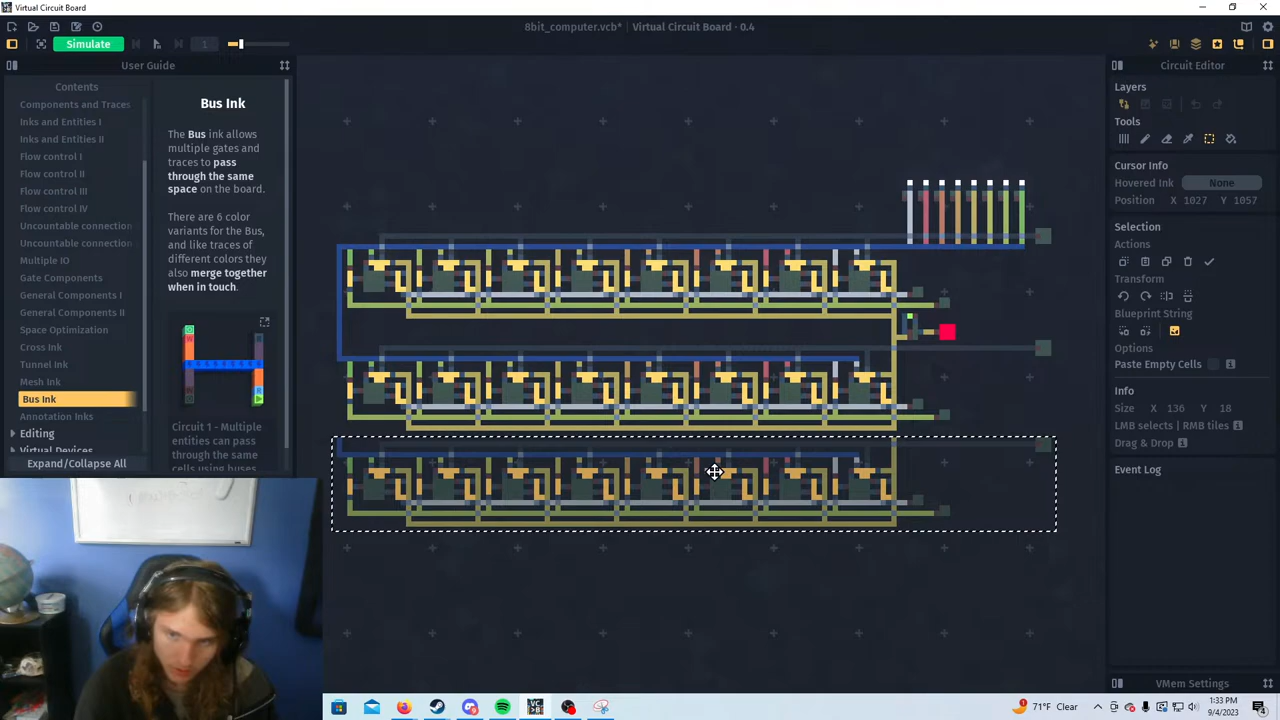 Virtual Circuit Board
8bit_computer.vcb* | Virtual Circuit Board - 0.4
Simulate
1
User Guide
Circuit Editor
Contents
Components and Traces
Inks and Entities I
Inks and Entities II
Flow control I
Flow control II
Flow control III
Flow control IV
Uncountable connection
Uncountable connection
Multiple IO
Gate Components
General Components I
General Components II
Space Optimization
Cross Ink
Tunnel Ink
Mesh Ink
Bus Ink
Annotation Inks
Editing
Virtual Devices
Expand/Collapse All
Bus Ink
The Bus ink allows
multiple gates and
traces to pass
through the same
space on the board.
There are 6 color
variants for the Bus,
and like traces of
different colors they
also merge together
when in touch.
Circuit 1 - Multiple
entities can pass
through the same
cells using buses
Layers
Tools
Cursor Info
Hovered Ink None
Position X 1027 Y 1057
Selection
Actions
Transform
Blueprint String
Options
Paste Empty Cells
Info
Size X 136 Y 18
LMB selects | RMB tiles
Drag & Drop
Event Log
VMem Settings
71°F Clear
1:33 PM
9/4/2023